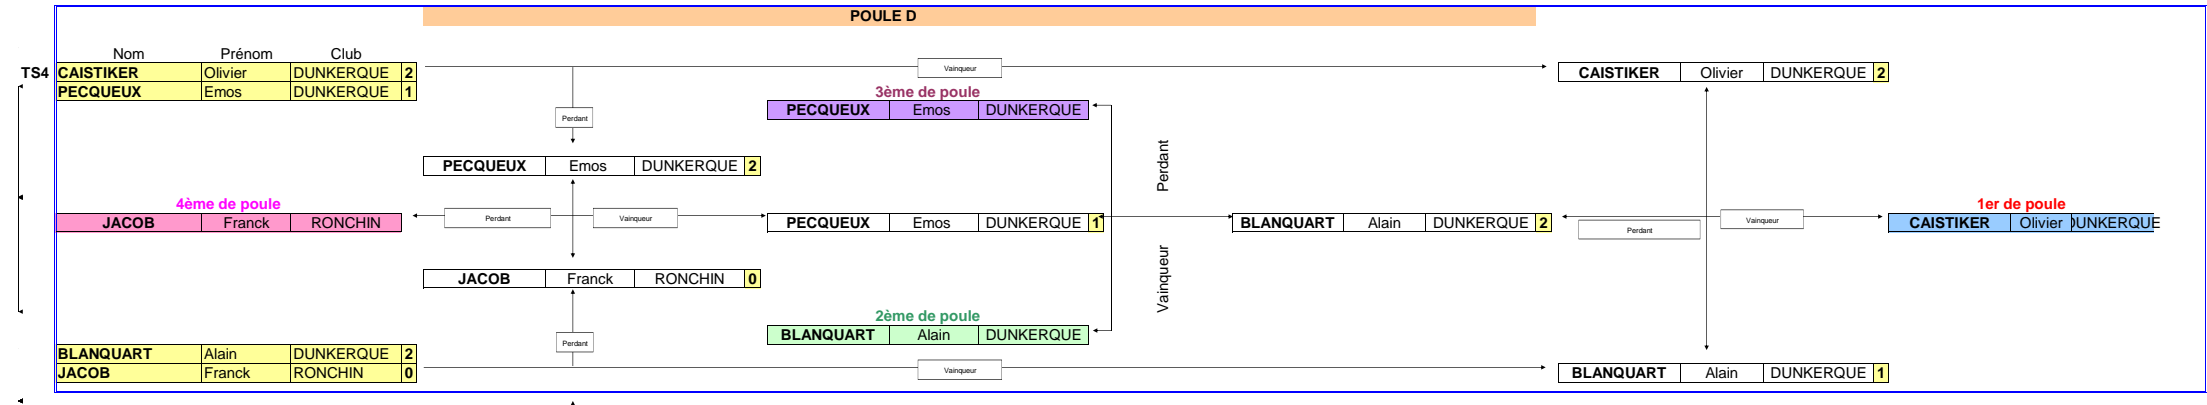 POULE D
Nom Prénom Club
TS4 CAISTIKER Olivier DUNKERQUE 2 Vainqueur CAISTIKER Olivier DUNKERQUE 2
PECQUEUX Emos DUNKERQUE 1 3ème de poule
PECQUEUX Emos DUNKERQUE
Perdant
Perdant
PECQUEUX Emos DUNKERQUE 2
4ème de poule 1er de poule
JACOB Franck RONCHIN Perdant Vainqueur PECQUEUX Emos DUNKERQUE 1 BLANQUART Alain DUNKERQUE 2 Perdant Vainqueur CAISTIKER Olivier DUNKERQUE
Vainqueur
JACOB Franck RONCHIN 0
2ème de poule
BLANQUART Alain DUNKERQUE
Perdant
BLANQUART Alain DUNKERQUE 2
JACOB Franck RONCHIN 0 Vainqueur BLANQUART Alain DUNKERQUE 1